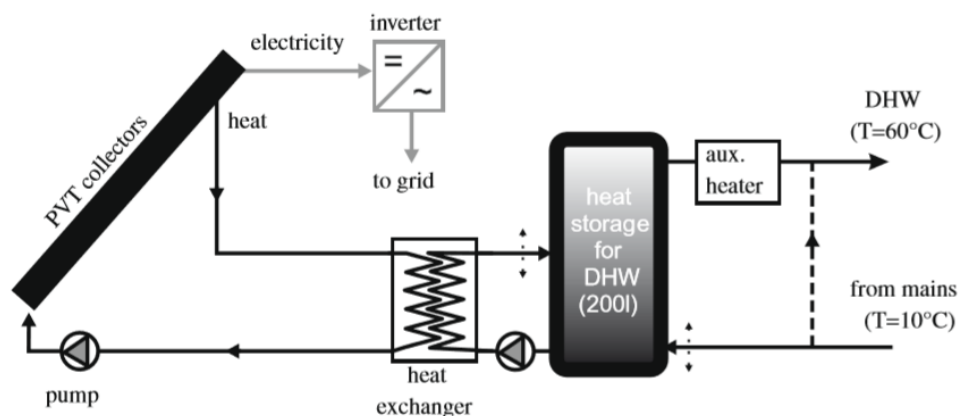 inverter
electricity
=
~
heat
to grid
PVT collectors
DHW
(T=60°C)
aux.
heater
heat
storage
for
DHW
(200l)
from mains
(T=10°C)
pump
heat
exchanger